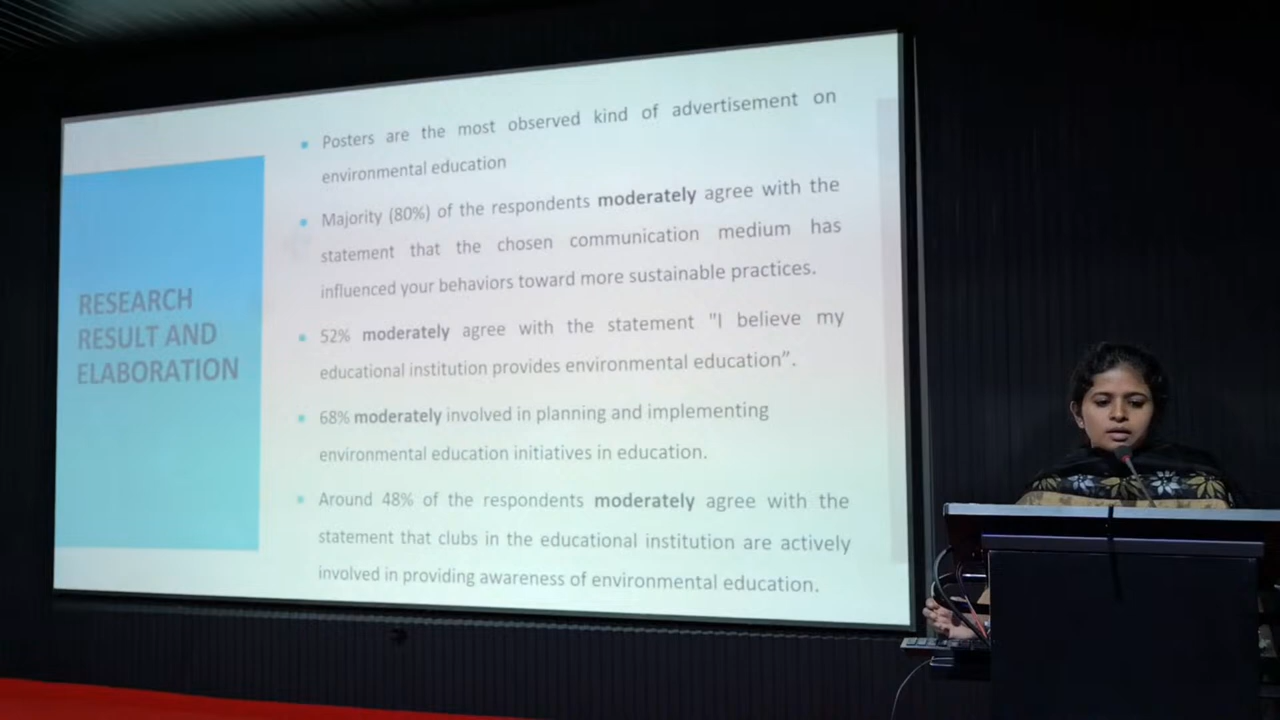 RESEARCH
RESULT AND
ELABORATION
Posters are the most observed kind of advertisement on
environmental education
Majority (80%) of the respondents moderately agree with the
statement that the chosen communication medium has
influenced your behaviors toward more sustainable practices.
52% moderately agree with the statement "I believe my
educational institution provides environmental education”.
68% moderately involved in planning and implementing
environmental education initiatives in education.
Around 48% of the respondents moderately agree with the
statement that clubs in the educational institution are actively
involved in providing awareness of environmental education.